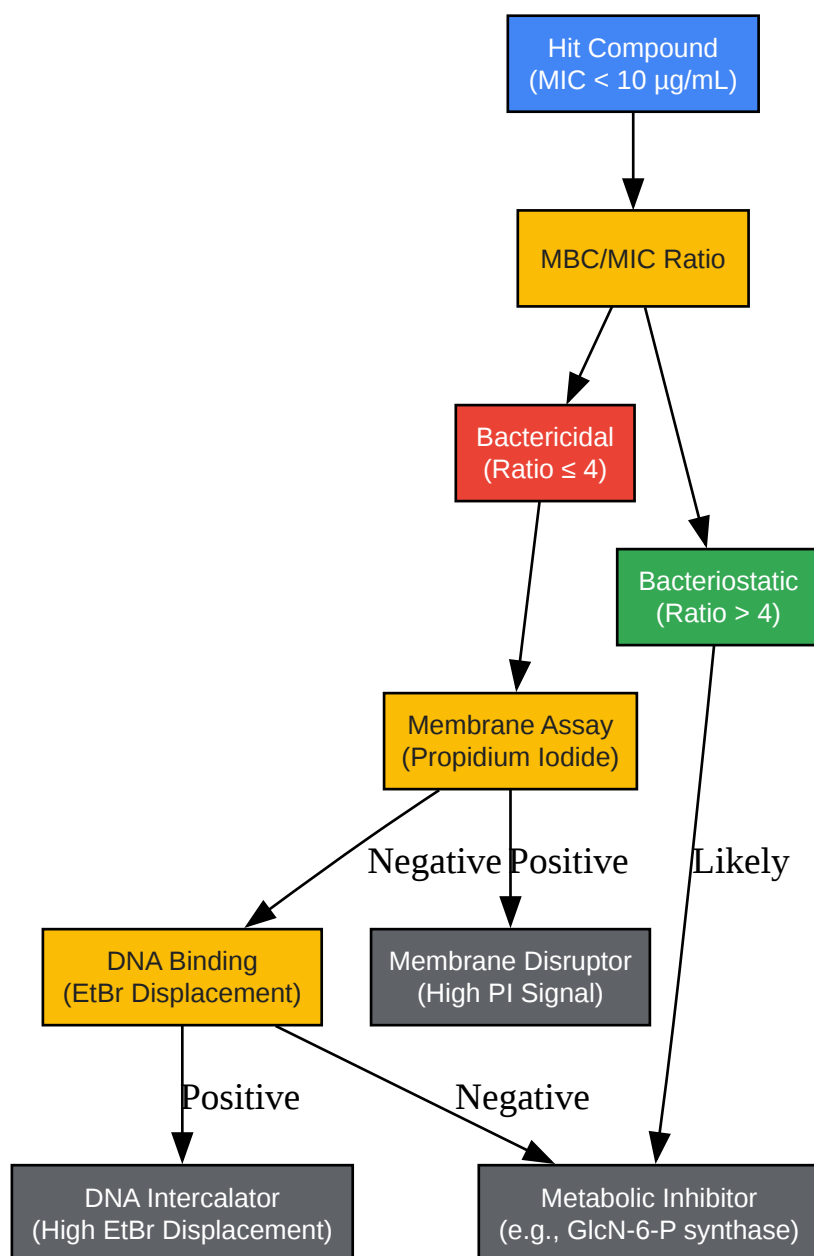 Hit Compound
(MIC < 10 µg/mL)
MBC/MIC Ratio
Bactericidal
(Ratio ≤ 4)
Bacteriostatic
(Ratio > 4)
Membrane Assay
(Propidium Iodide)
Negative
Positive
Likely
DNA Binding
(EtBr Displacement)
Membrane Disruptor
(High PI Signal)
Positive
Negative
DNA Intercalator
(High EtBr Displacement)
Metabolic Inhibitor
(e.g., GlcN-6-P synthase)